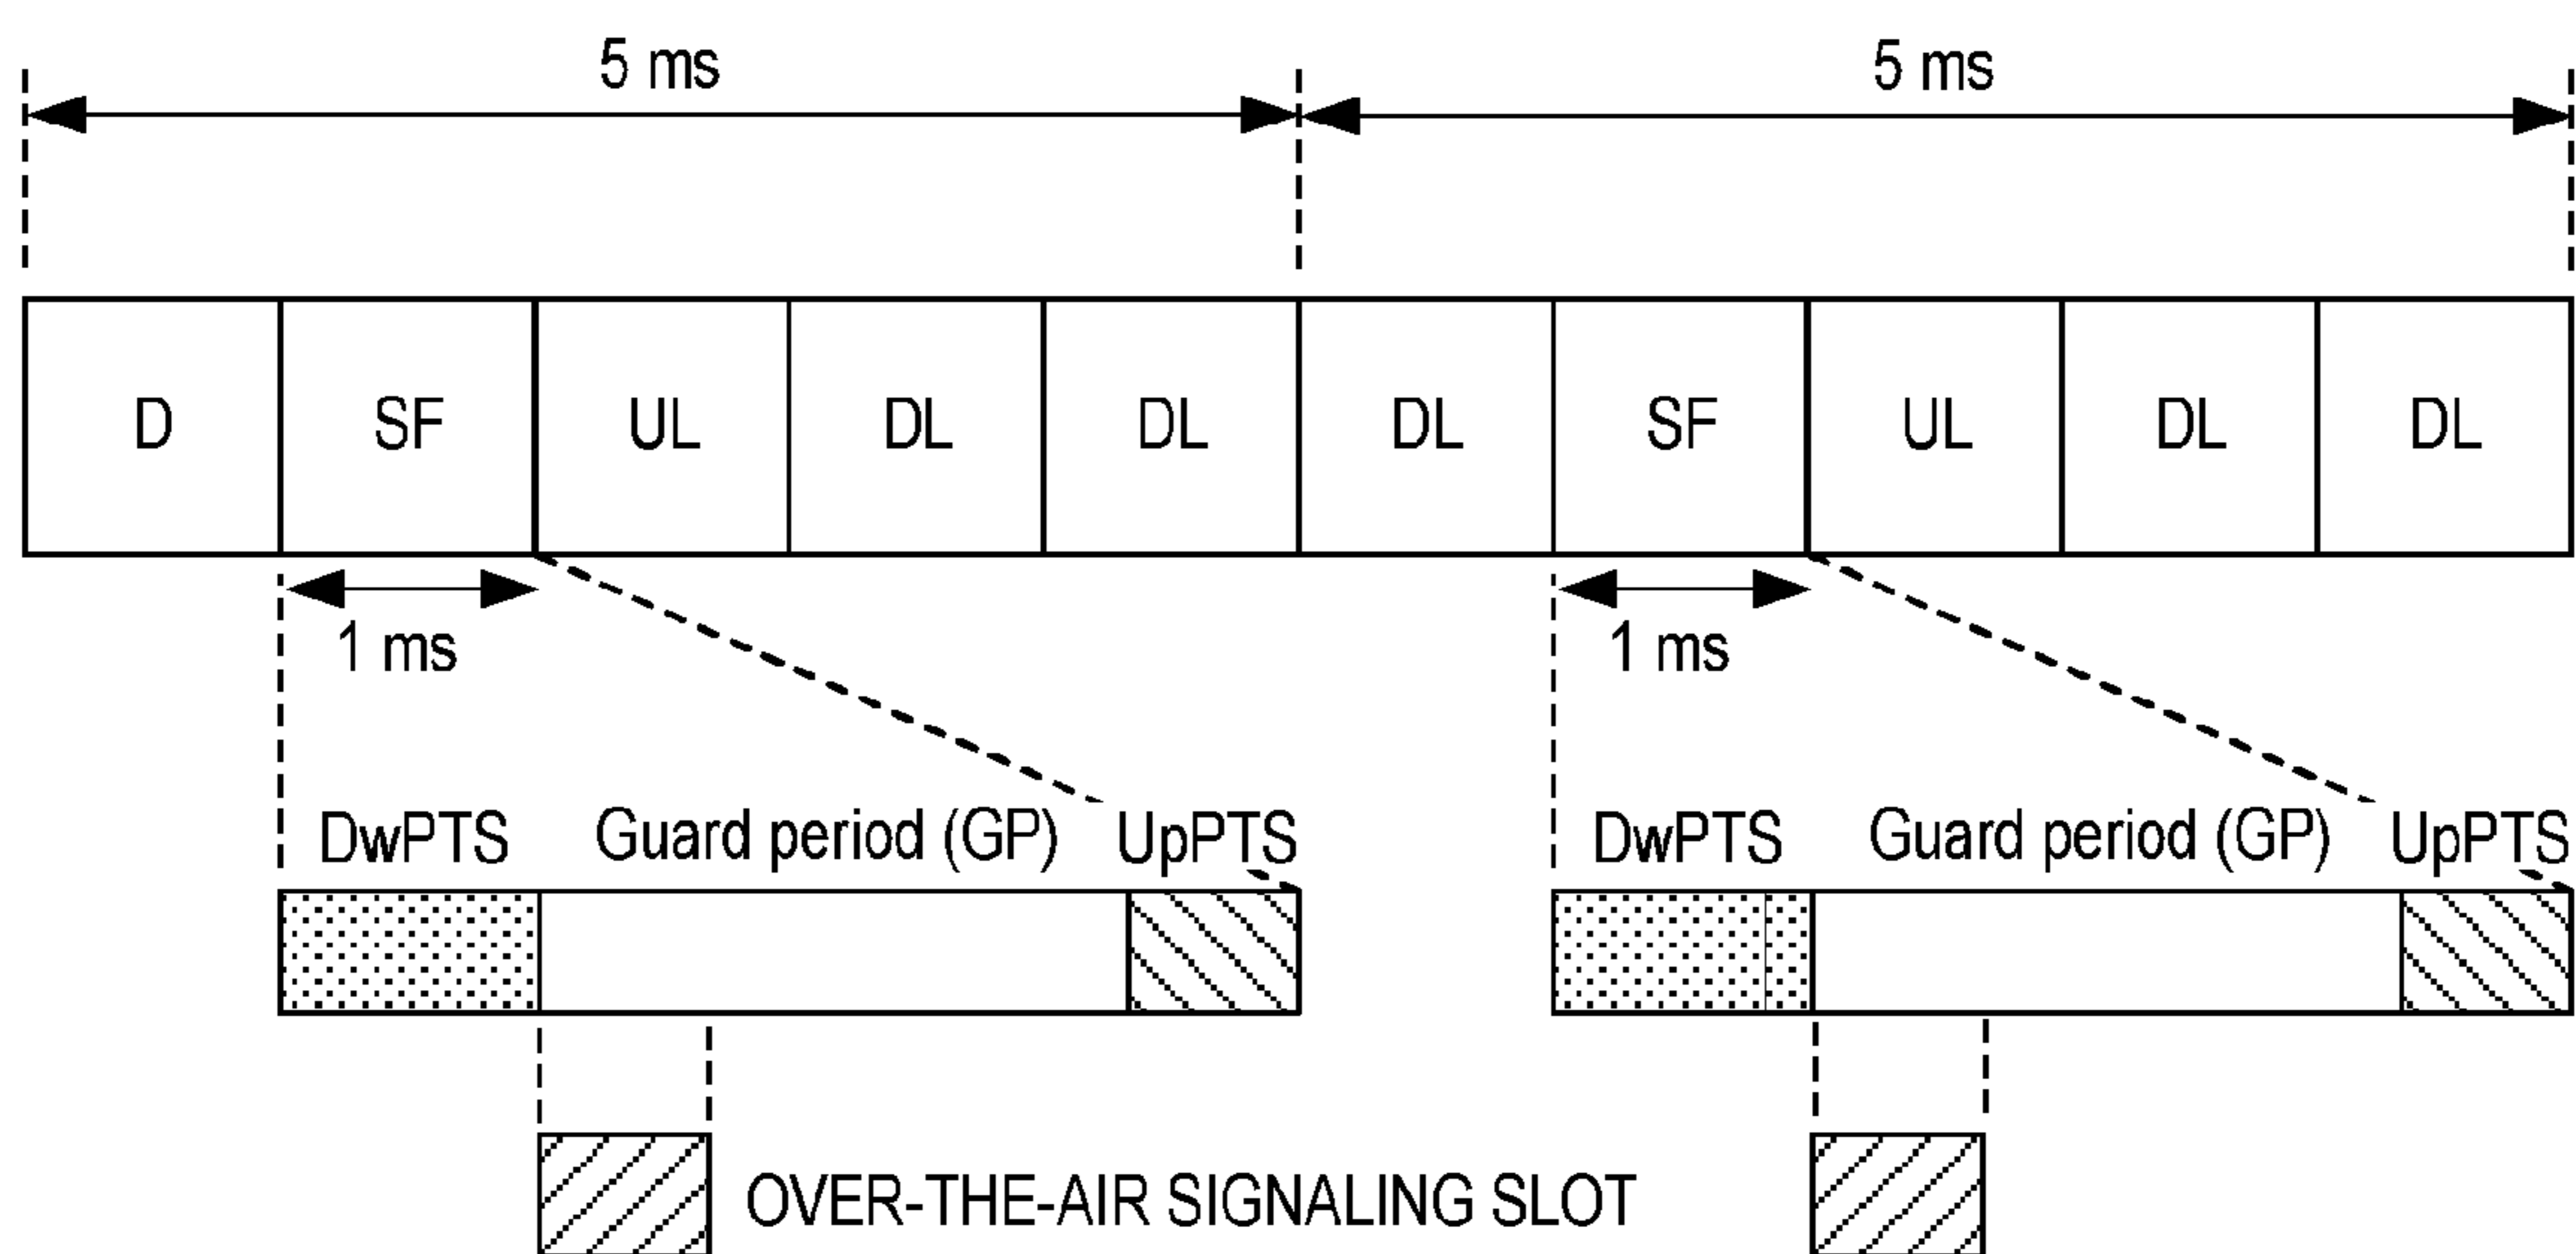 5 ms 5 ms
D SF UL DL DL DL SF UL DL DL
1 ms 1 ms
DwPTS Guard period (GP) UpPTS DwPTS Guard period (GP) UpPTS
OVER-THE-AIR SIGNALING SLOT